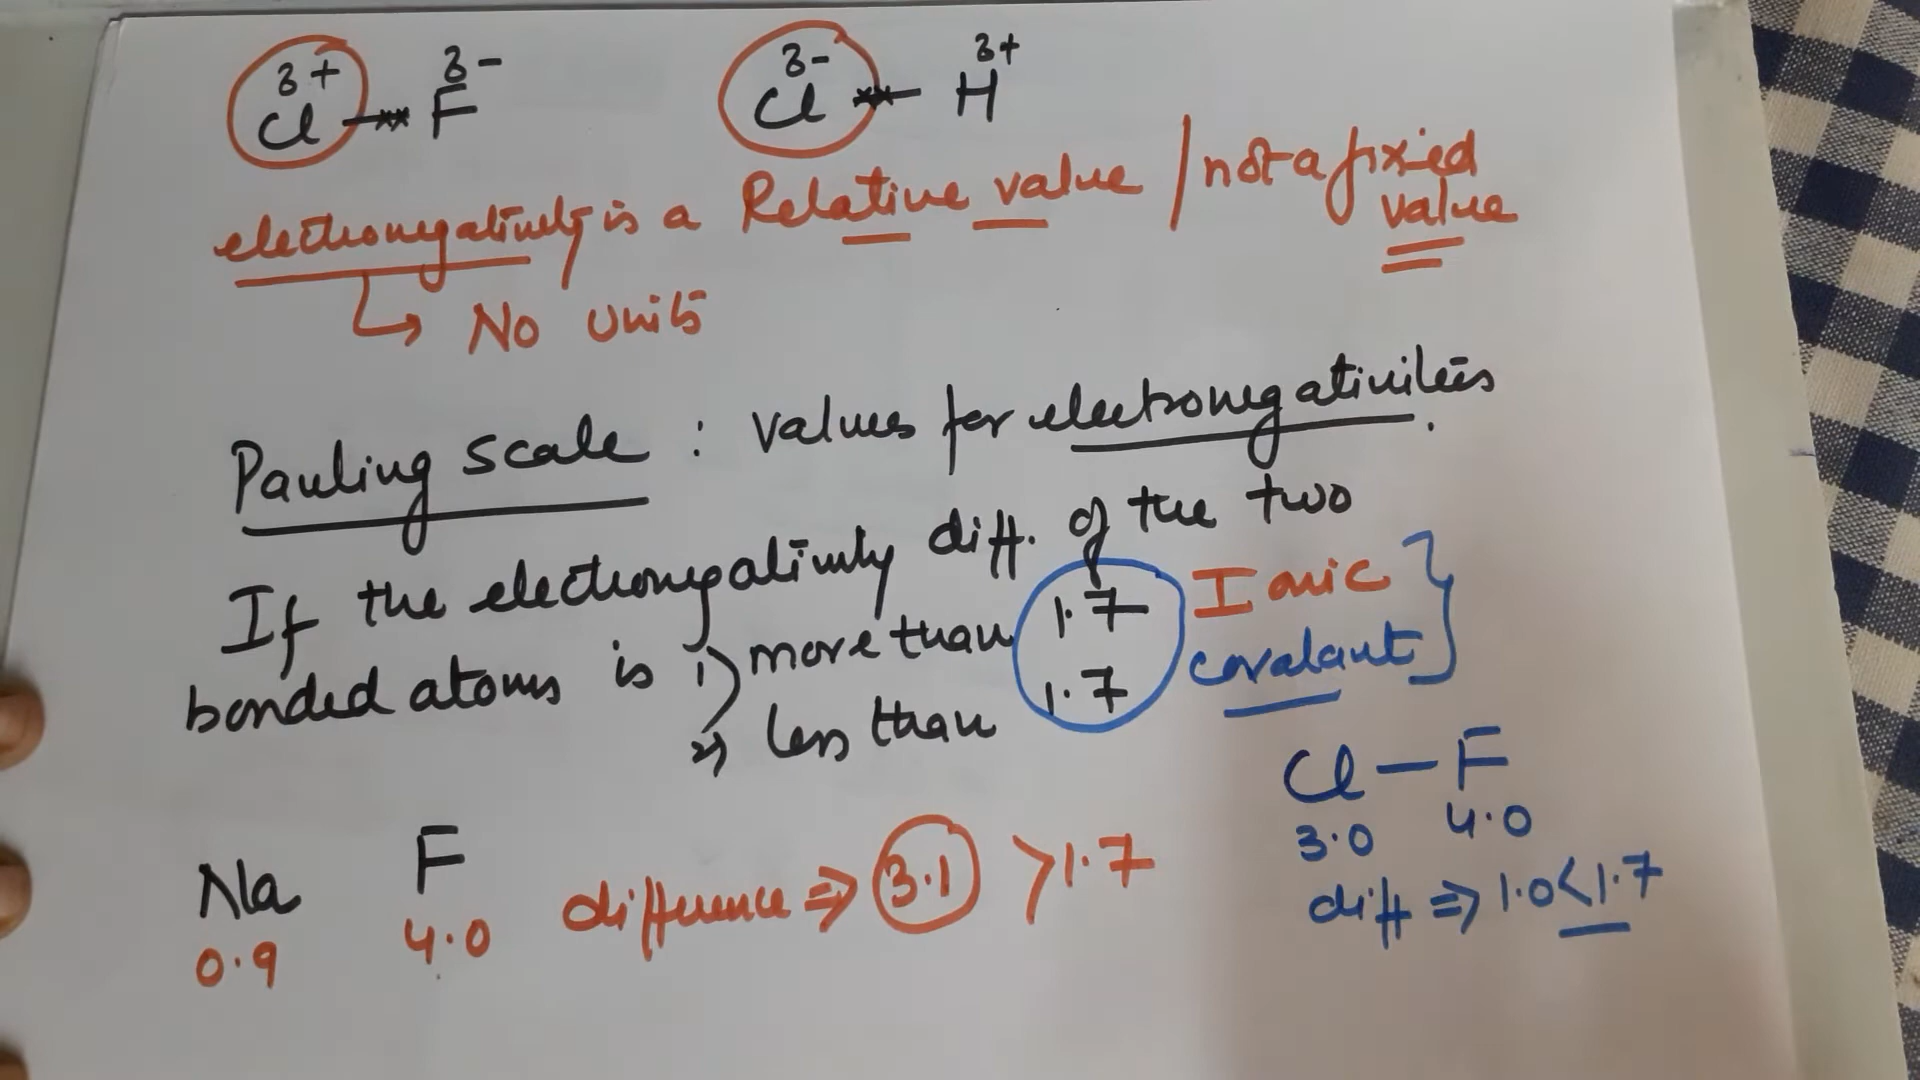 δ+ δ- δ- δ+
Cl — F Cl — H
electronegativity is a Relative value / not a fixed value
↳ No units
Pauling scale : values for electronegativities.
If the electronegativity diff. of the two
bonded atoms is 1) more than 1.7 Ionic
2) less than 1.7 covalant
Cl — F
3.0 4.0
diff ⇒ 1.0 < 1.7
Na F difference ⇒ 3.1 > 1.7
0.9 4.0